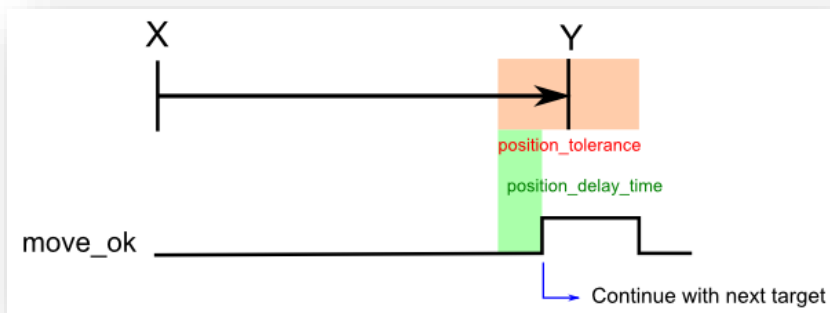 X
Y
position_tolerance
position_delay_time
move_ok
Continue with next target